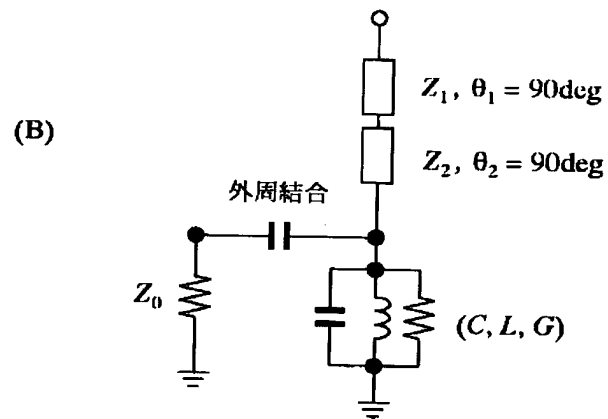 Z₁, θ₁ = 90deg
(B)
Z₂, θ₂ = 90deg
外周結合
Z₀
(C, L, G)